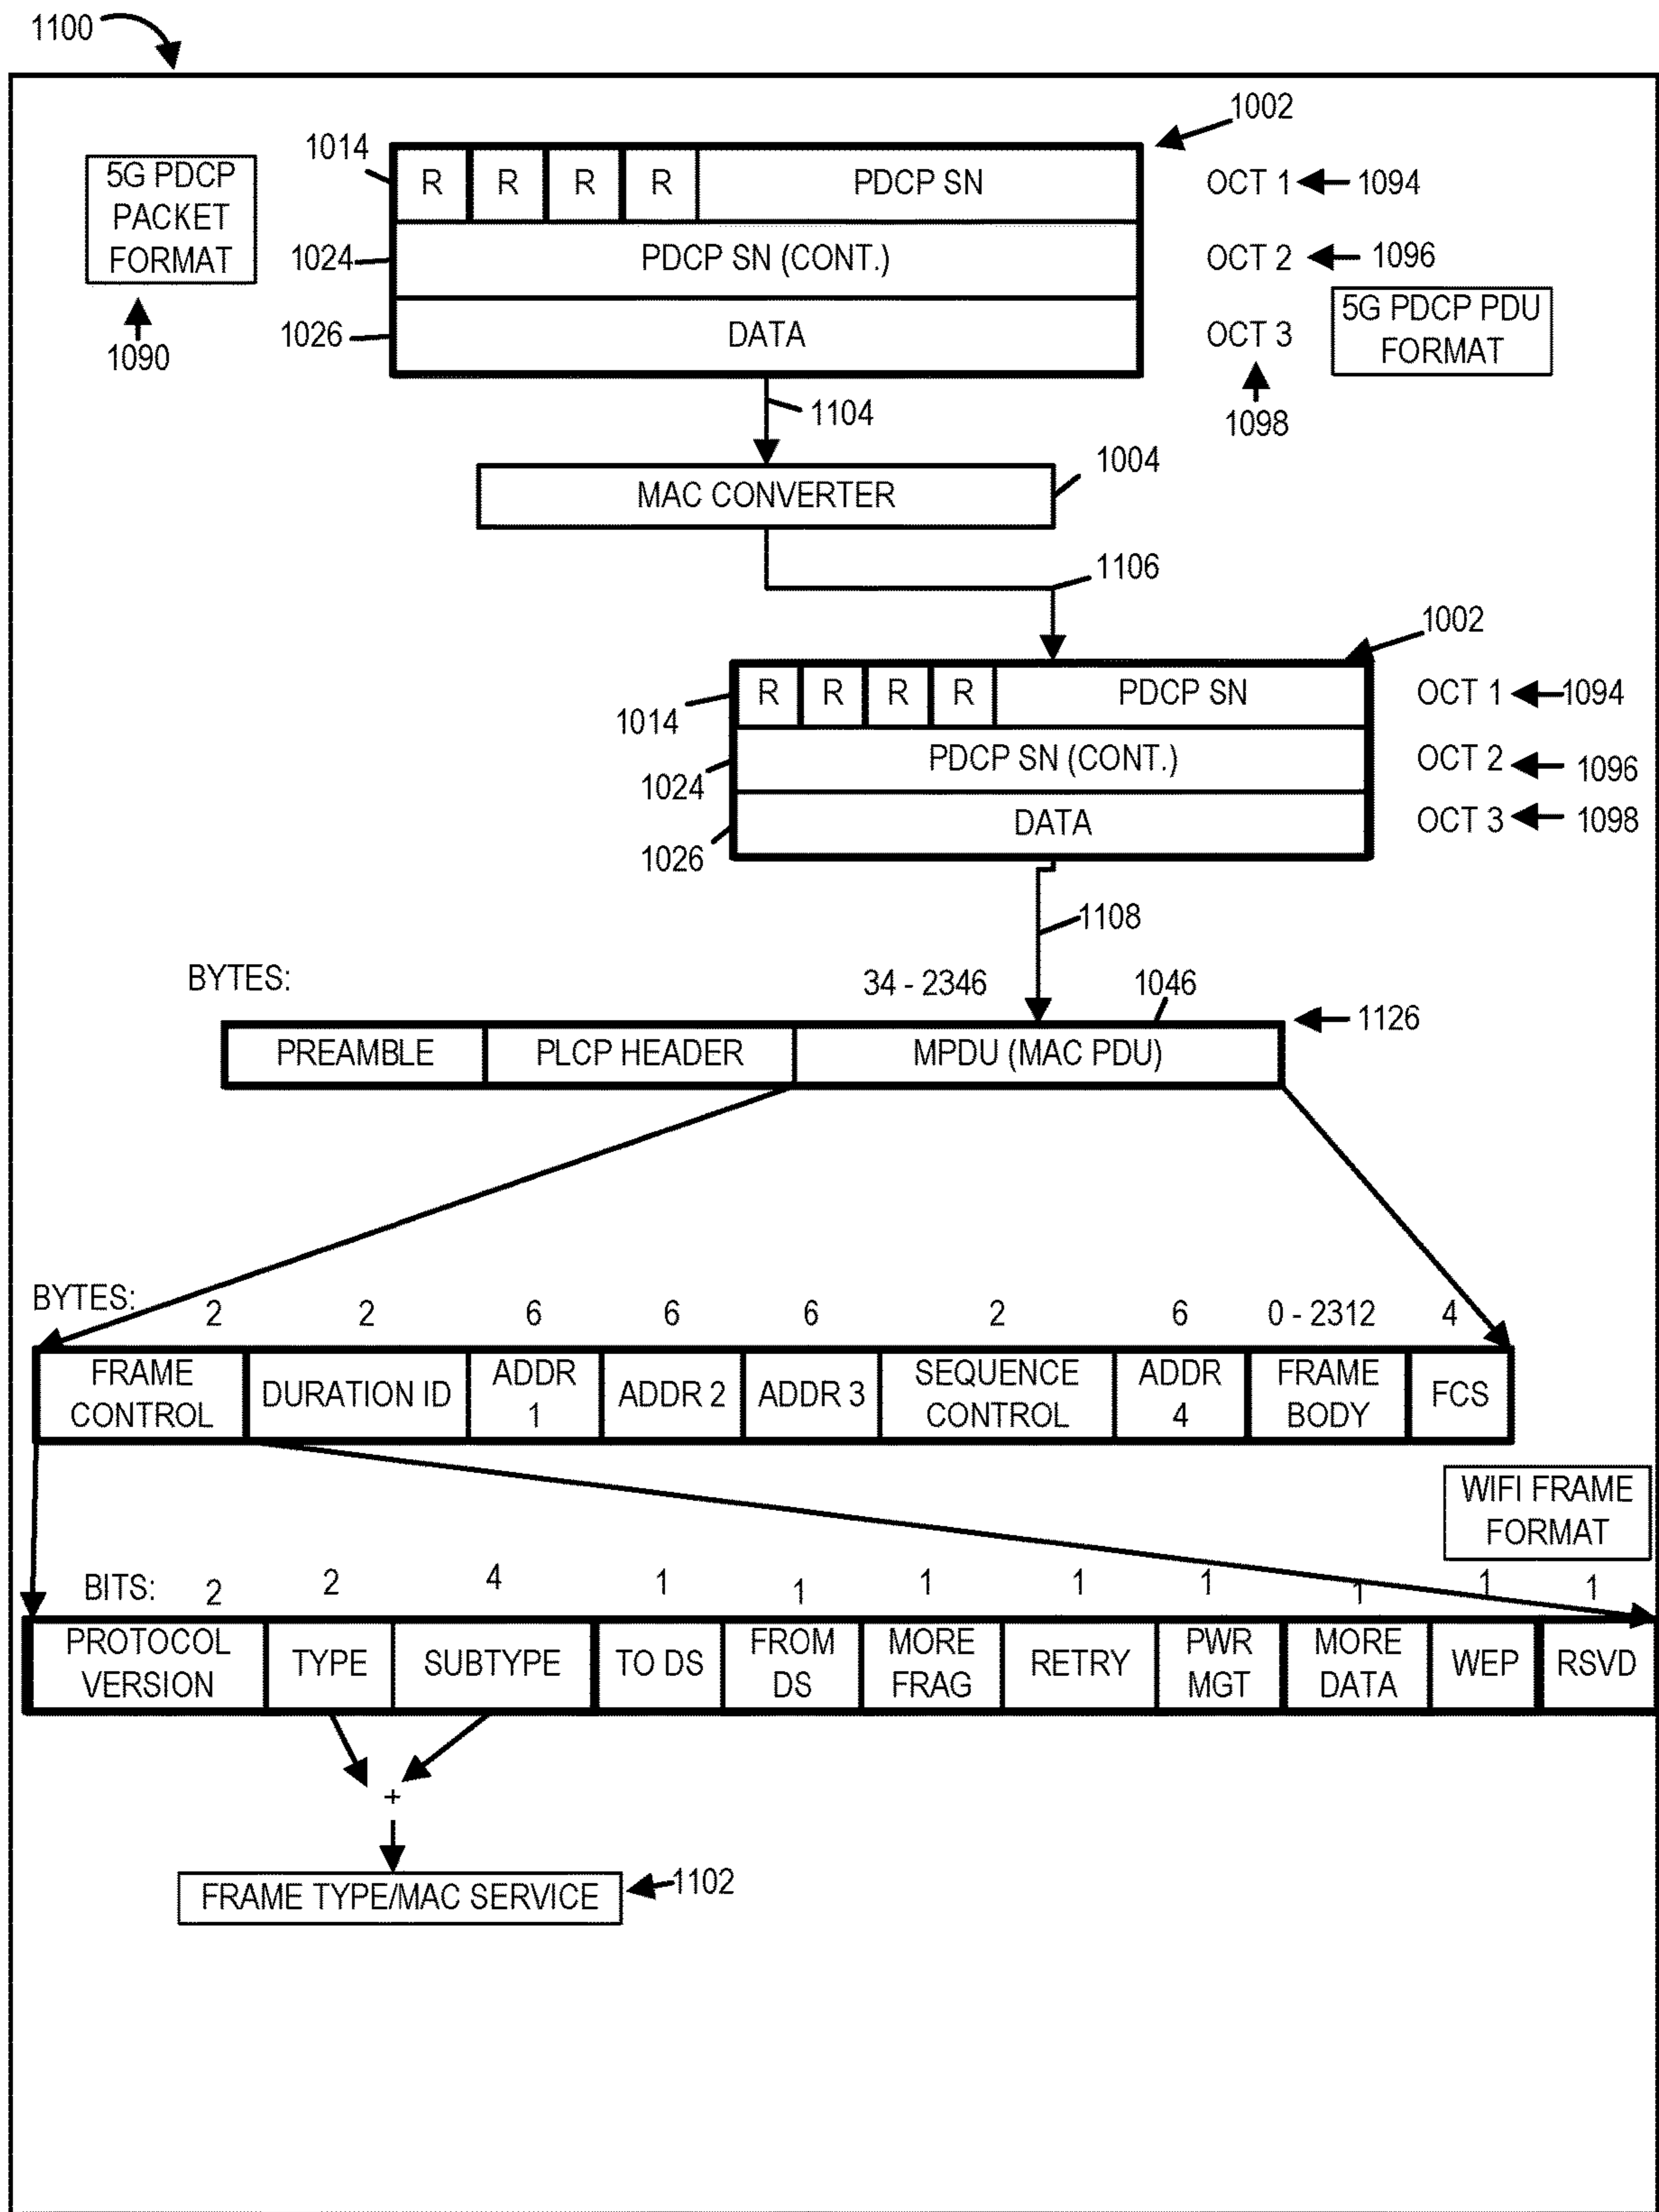 1100
1002
1014
5G PDCP
PACKET
FORMAT
R R R R PDCP SN
OCT 1 1094
1024
PDCP SN (CONT.)
OCT 2 1096
1026
DATA
OCT 3
5G PDCP PDU
FORMAT
1090
1098
1104
1004
MAC CONVERTER
1106
1002
R R R R PDCP SN
OCT 1 1094
1014
PDCP SN (CONT.)
OCT 2 1096
1024
DATA
OCT 3 1098
1026
1108
BYTES: 34 - 2346 1046
1126
PREAMBLE PLCP HEADER MPDU (MAC PDU)
BYTES: 2 2 6 6 6 2 6 0 - 2312 4
FRAME
CONTROL
DURATION ID
ADDR
1
ADDR 2
ADDR 3
SEQUENCE
CONTROL
ADDR
4
FRAME
BODY
FCS
WIFI FRAME
FORMAT
BITS: 2 2 4 1 1 1 1 1 1 1 1
PROTOCOL
VERSION
TYPE
SUBTYPE
TO DS
FROM
DS
MORE
FRAG
RETRY
PWR
MGT
MORE
DATA
WEP
RSVD
+
FRAME TYPE/MAC SERVICE
1102